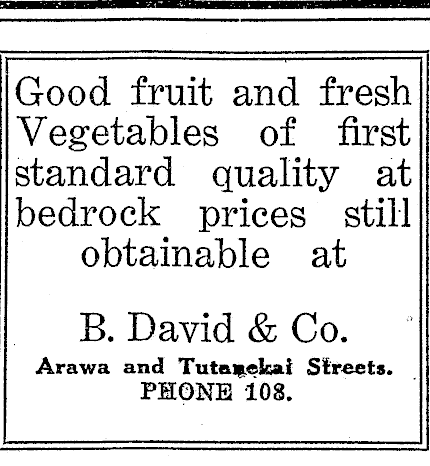 Good fruit and fresh
Vegetables of first
standard quality at
bedrock prices still
obtainable at
B. David & Co.
Arawa and Tutanekai Streets.
PHONE 108.